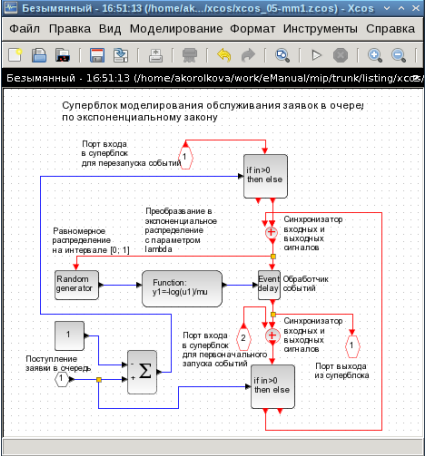 Безымянный - 16:51:13 (/home/ak.../xcos/xcos_05-mm1.zcos) - Xcos
Файл Правка Вид Моделирование Формат Инструменты Справка
Безымянный - 16:51:13 (/home/akorolkova/work/eManual/mip/trunk/listing/xcos/
Суперблок моделирования обслуживания заявок в очереди
по экспоненциальному закону
Порт входа
в суперблок
для перезапуска событий
1
if in>0
then else
Преобразование в
экспоненциальное
распределение
с параметром
lambda
Синхронизатор
входных и
выходных
сигналов
Равномерное
распределение
на интервале [0; 1]
Random
generator
Function:
y1=-log(u1)/mu
Event
delay
Обработчик
событий
1
Порт входа
в суперблок
для первоначального
запуска событий
2
Синхронизатор
входных и
выходных
сигналов
1
Порт выхода
из суперблока
Поступление
заявки в очередь
1
-
+
Σ
if in>0
then else